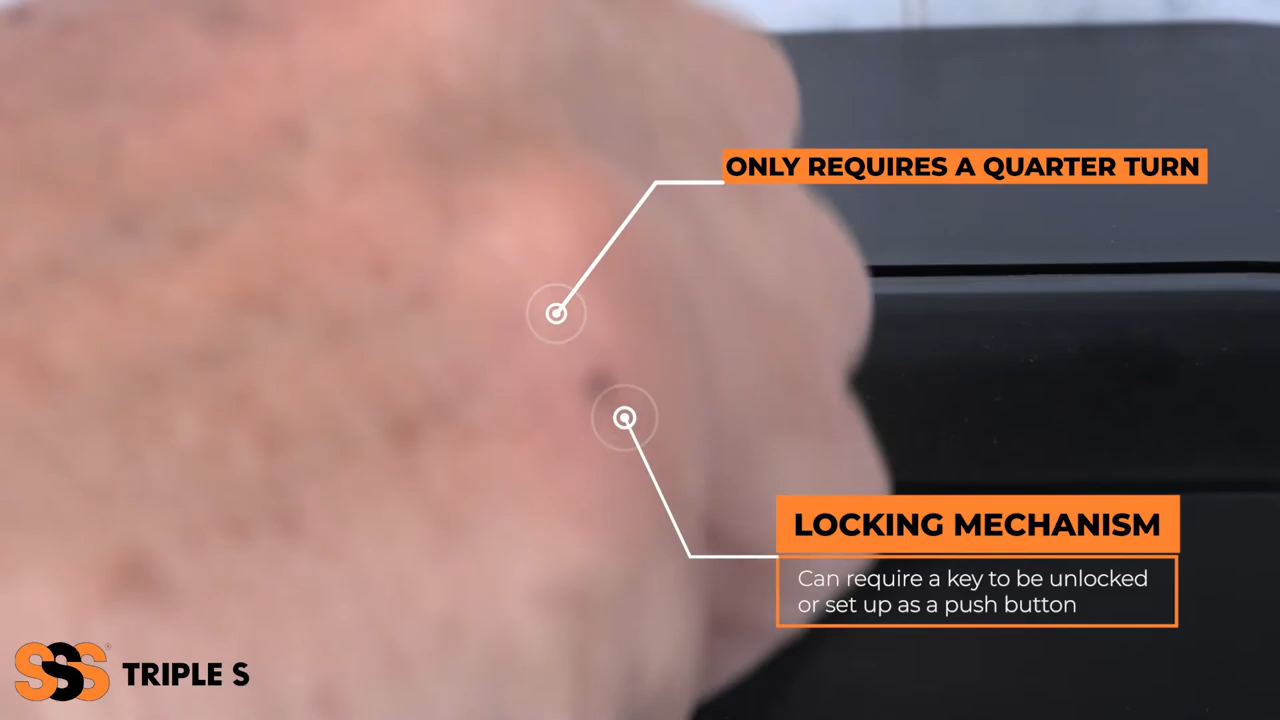 ONLY REQUIRES A QUARTER TURN
LOCKING MECHANISM
Can require a key to be unlocked
or set up as a push button
SSS® TRIPLE S